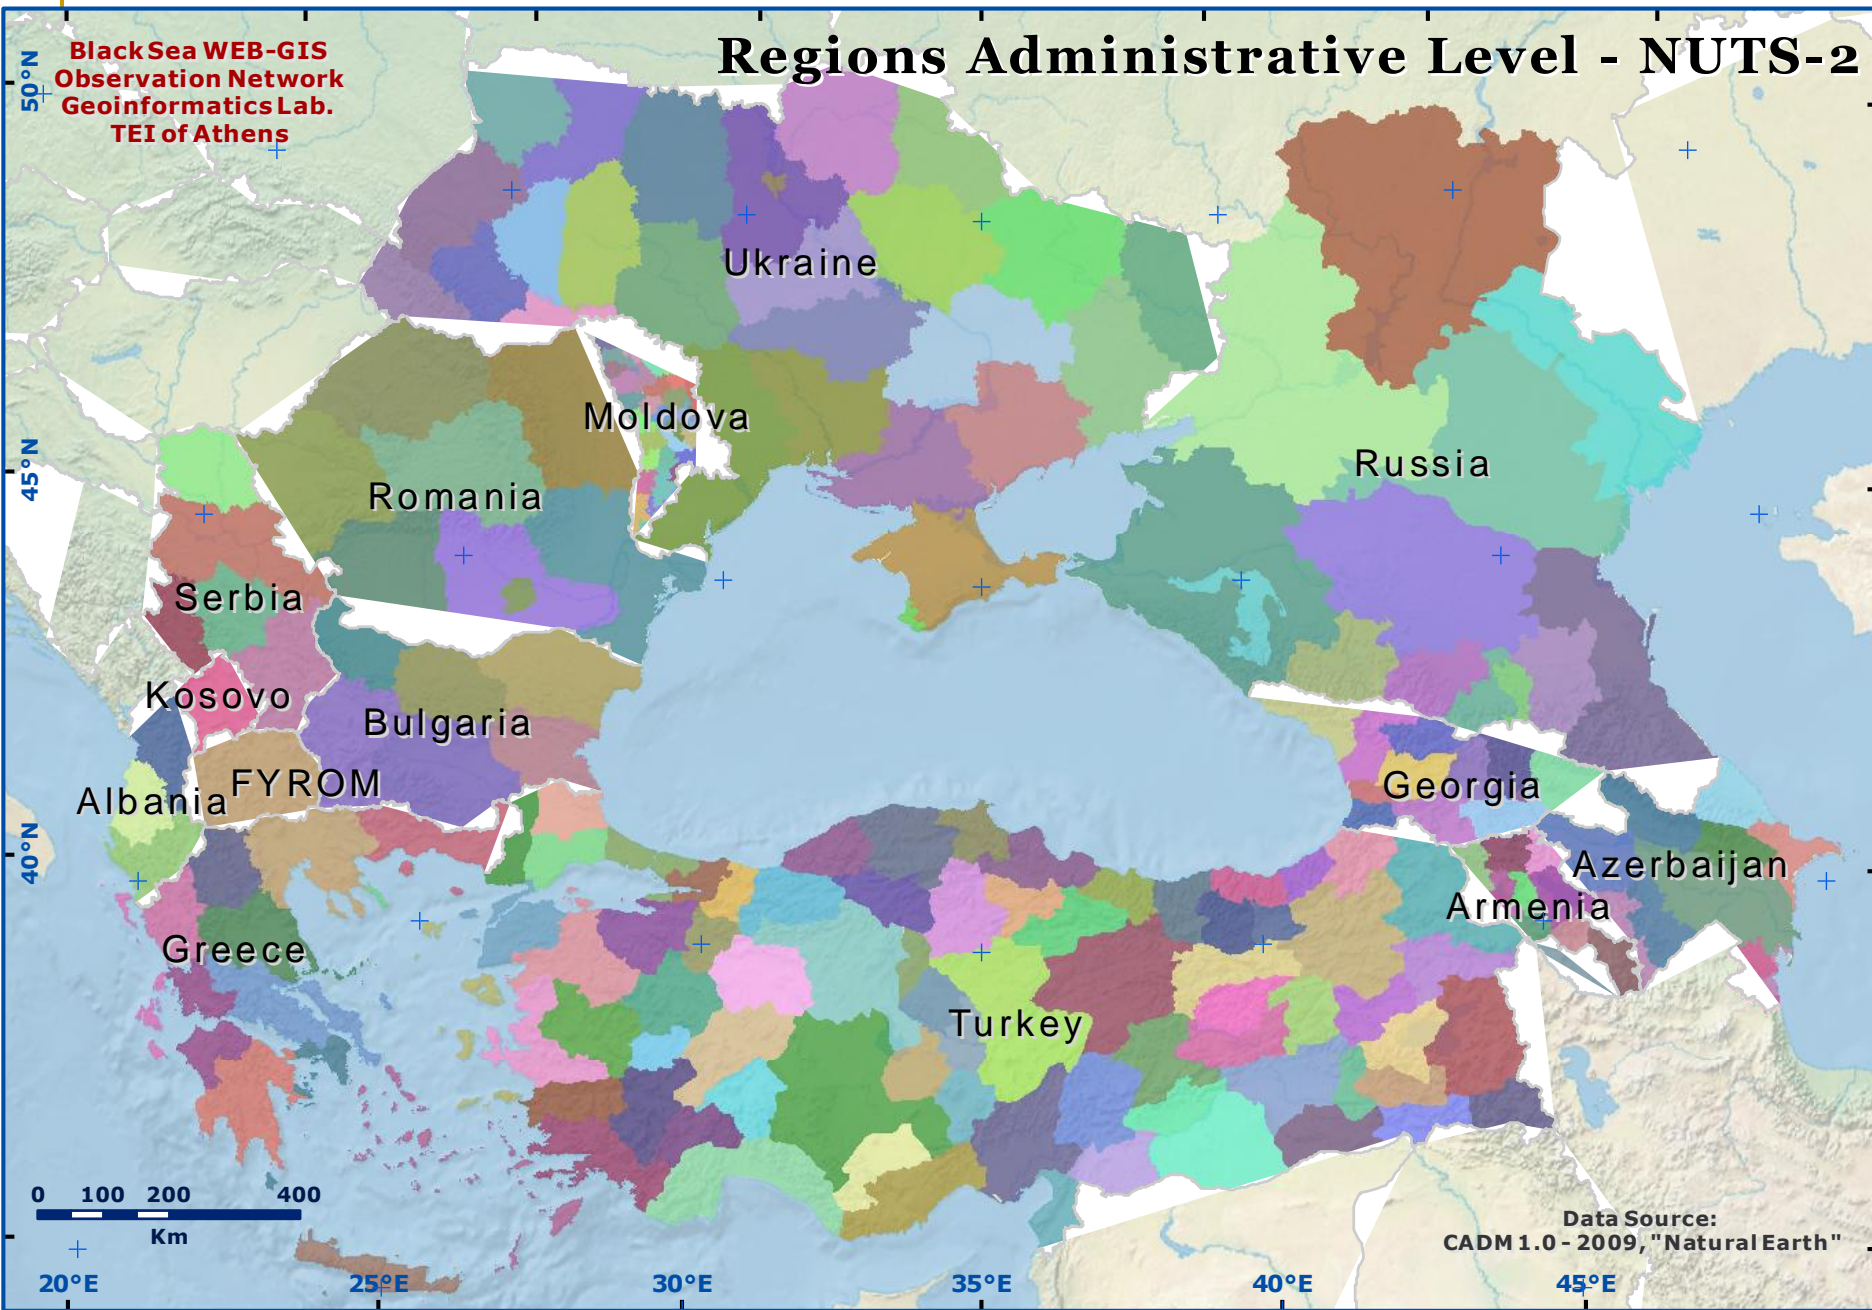 Black Sea WEB-GIS
Observation Network
Geoinformatics Lab.
TEI of Athens
Regions Administrative Level - NUTS-2
50°N
45°N
40°N
Ukraine
Moldova
Romania
Russia
Serbia
Kosovo
Bulgaria
FYROM
Albania
Georgia
Azerbaijan
Armenia
Greece
Turkey
0 100 200 400
Km
Data Source:
CADM 1.0 - 2009, "Natural Earth"
20°E 25°E 30°E 35°E 40°E 45°E